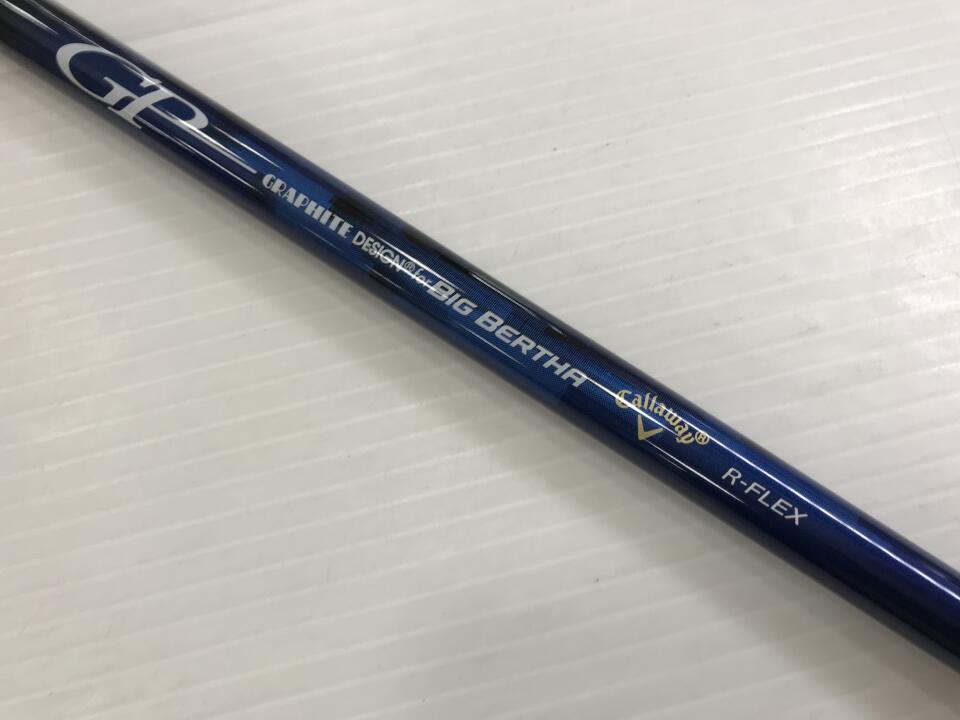 GP
GRAPHITE DESIGN® for BIG BERTHA
Callaway®
R-FLEX